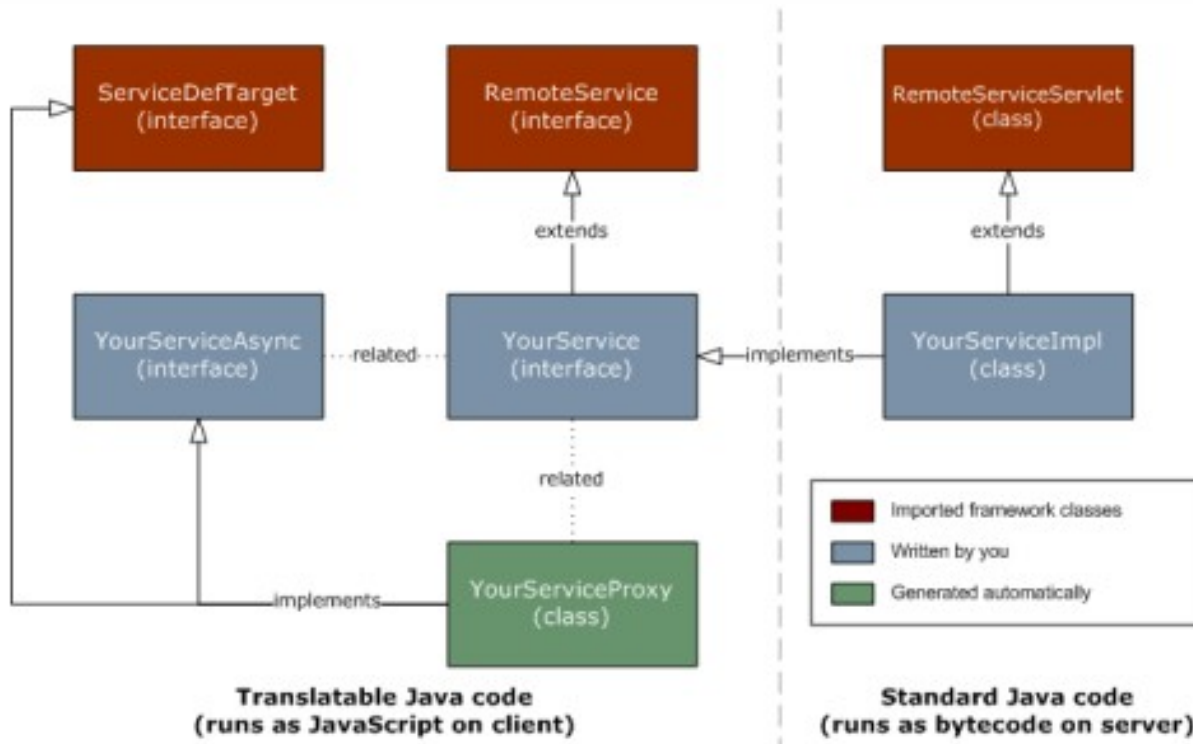 ServiceDefTarget
(interface)
RemoteService
(interface)
RemoteServiceServlet
(class)
extends
extends
YourServiceAsync
(interface)
related
YourService
(interface)
implements
YourServiceImpl
(class)
related
Imported framework classes
Written by you
Generated automatically
implements
YourServiceProxy
(class)
Translatable Java code
(runs as JavaScript on client)
Standard Java code
(runs as bytecode on server)